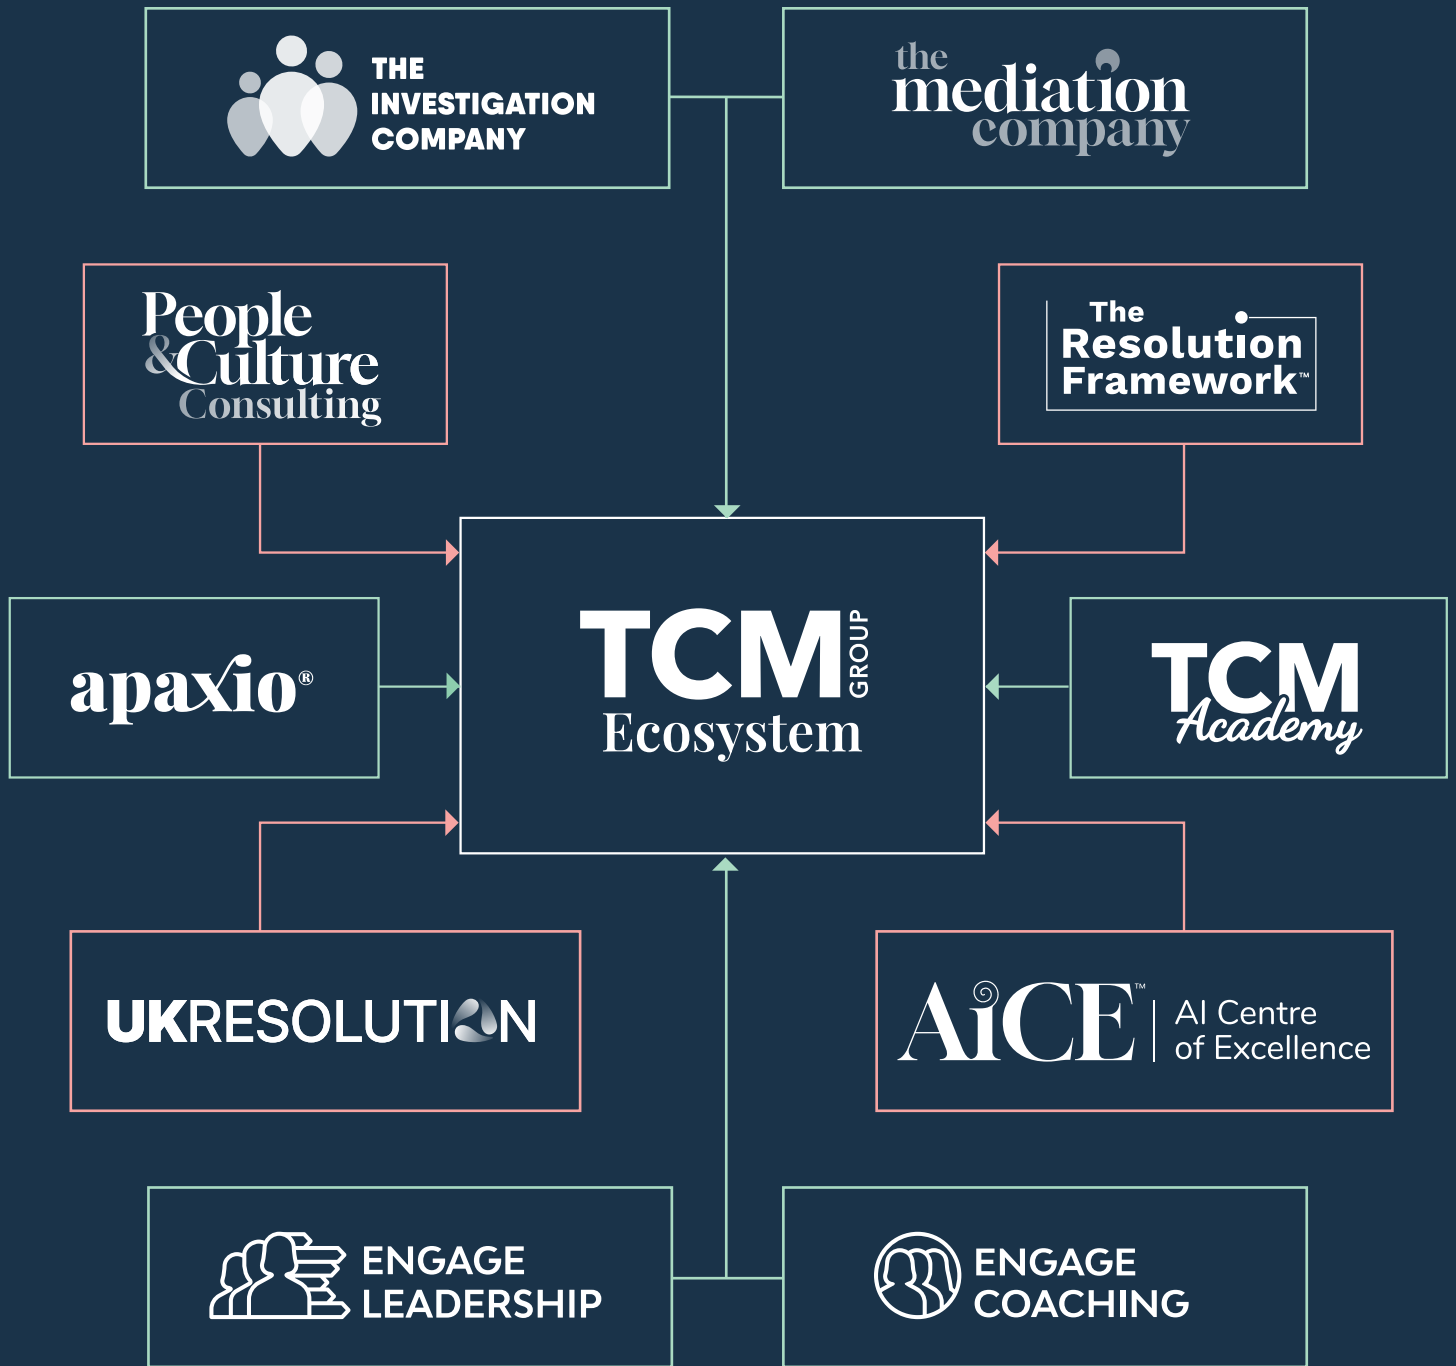 THE
INVESTIGATION
COMPANY
the
mediation
company
People
&Culture
Consulting
The
Resolution
Framework™
TCM GROUP
Ecosystem
apaxio®
TCM
Academy
UKRESOLUTION
AiCE™
AI Centre
of Excellence
ENGAGE
LEADERSHIP
ENGAGE
COACHING